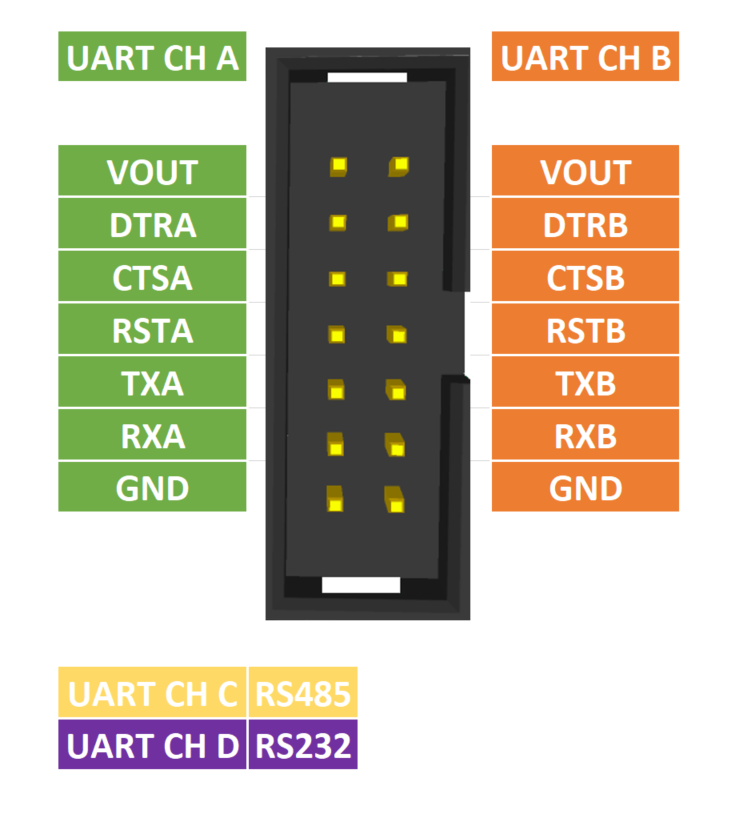 UART CH A
UART CH B
VOUT
VOUT
DTRA
DTRB
CTSA
CTSB
RSTA
RSTB
TXA
TXB
RXA
RXB
GND
GND
UART CH C RS485
UART CH D RS232